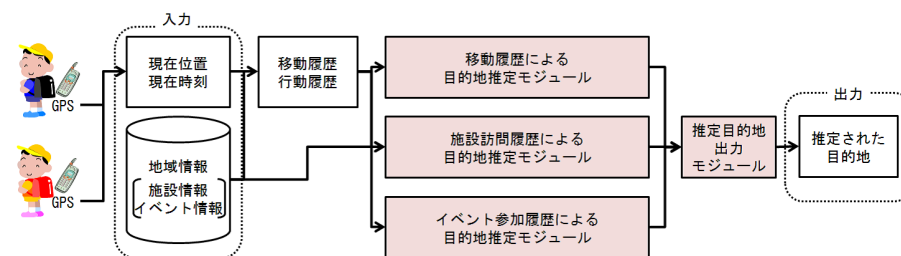 入力
GPS
GPS
現在位置
現在時刻
地域情報
施設情報
イベント情報
移動履歴
行動履歴
移動履歴による
目的地推定モジュール
施設訪問履歴による
目的地推定モジュール
イベント参加履歴による
目的地推定モジュール
推定目的地
出力
モジュール
出力
推定された
目的地